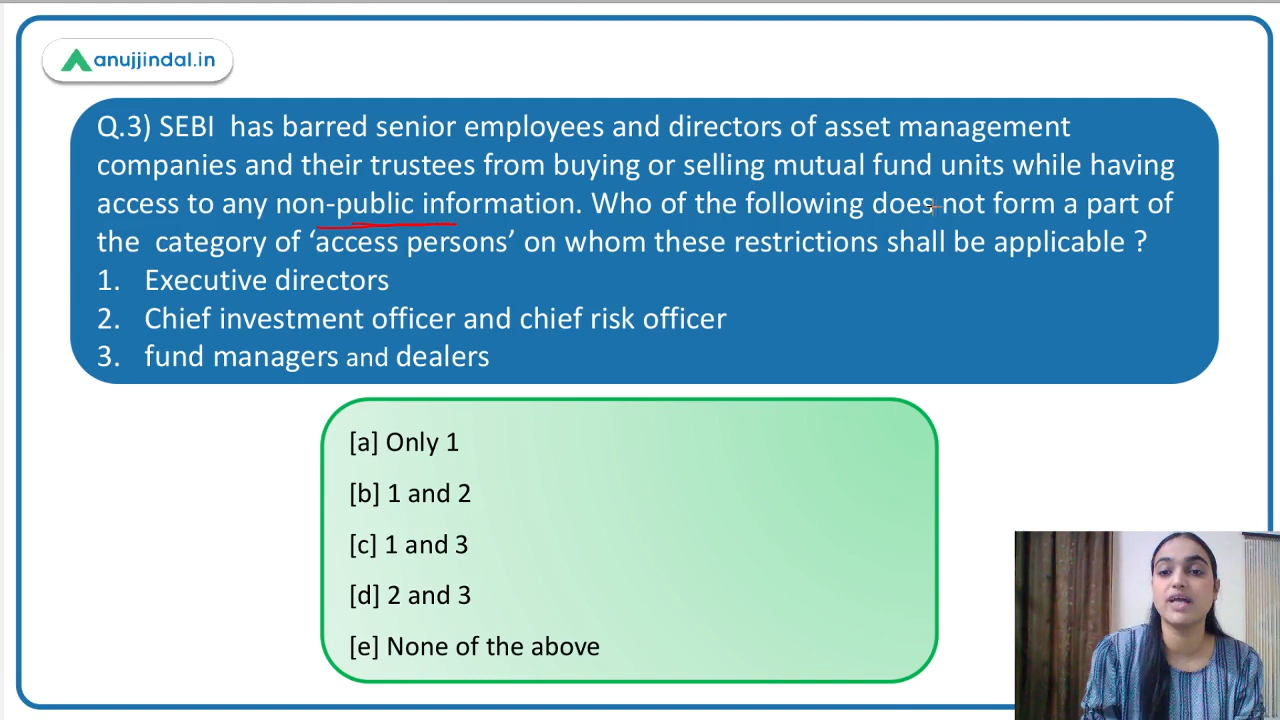 anujjindal.in
Q.3) SEBI has barred senior employees and directors of asset management
companies and their trustees from buying or selling mutual fund units while having
access to any non-public information. Who of the following does not form a part of
the category of ‘access persons’ on whom these restrictions shall be applicable ?
1. Executive directors
2. Chief investment officer and chief risk officer
3. fund managers and dealers
[a] Only 1
[b] 1 and 2
[c] 1 and 3
[d] 2 and 3
[e] None of the above